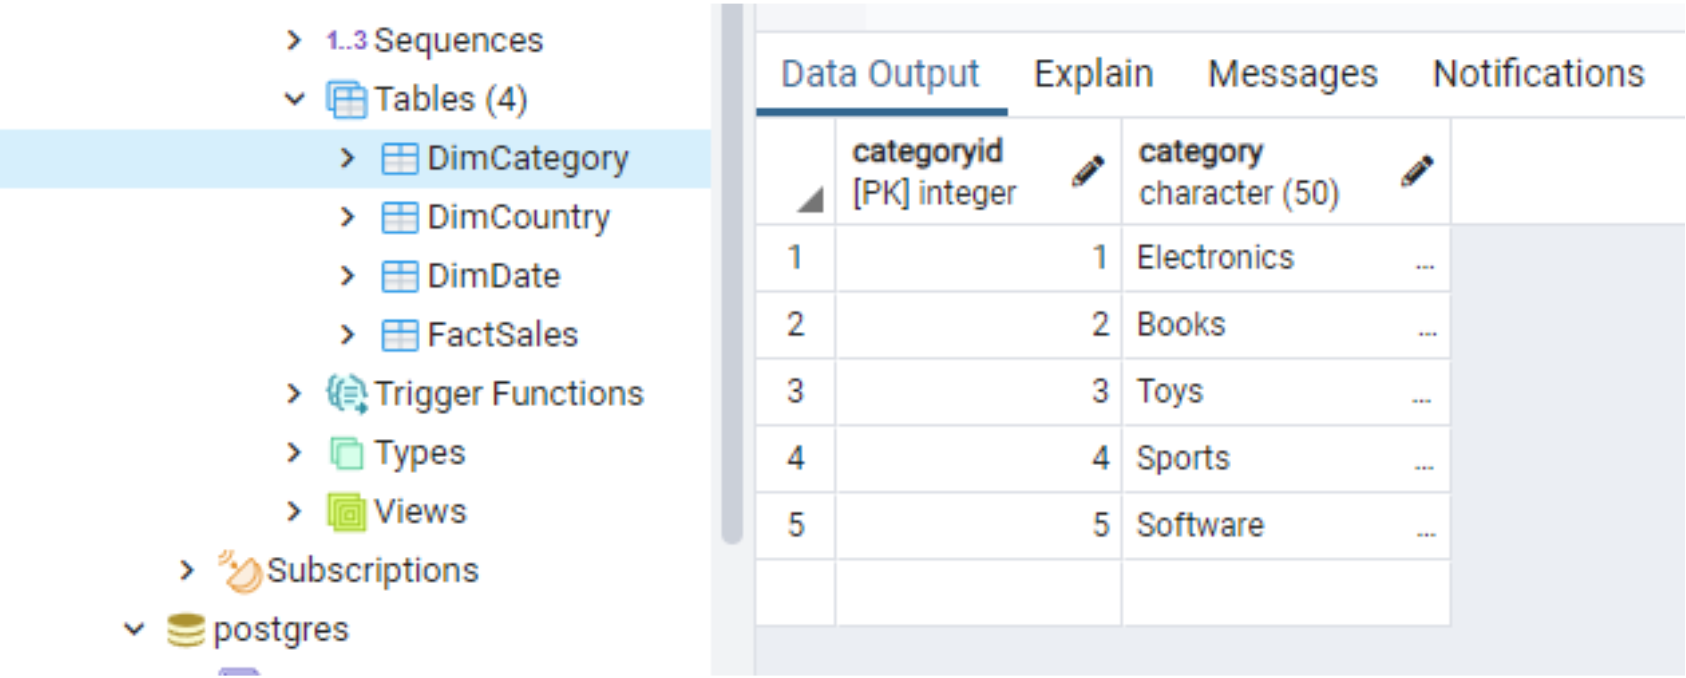 1..3 Sequences
Tables (4)
DimCategory
DimCountry
DimDate
FactSales
Trigger Functions
Types
Views
Subscriptions
postgres
Data Output Explain Messages Notifications
categoryid category
[PK] integer character (50)
1 1 Electronics ...
2 2 Books ...
3 3 Toys ...
4 4 Sports ...
5 5 Software ...